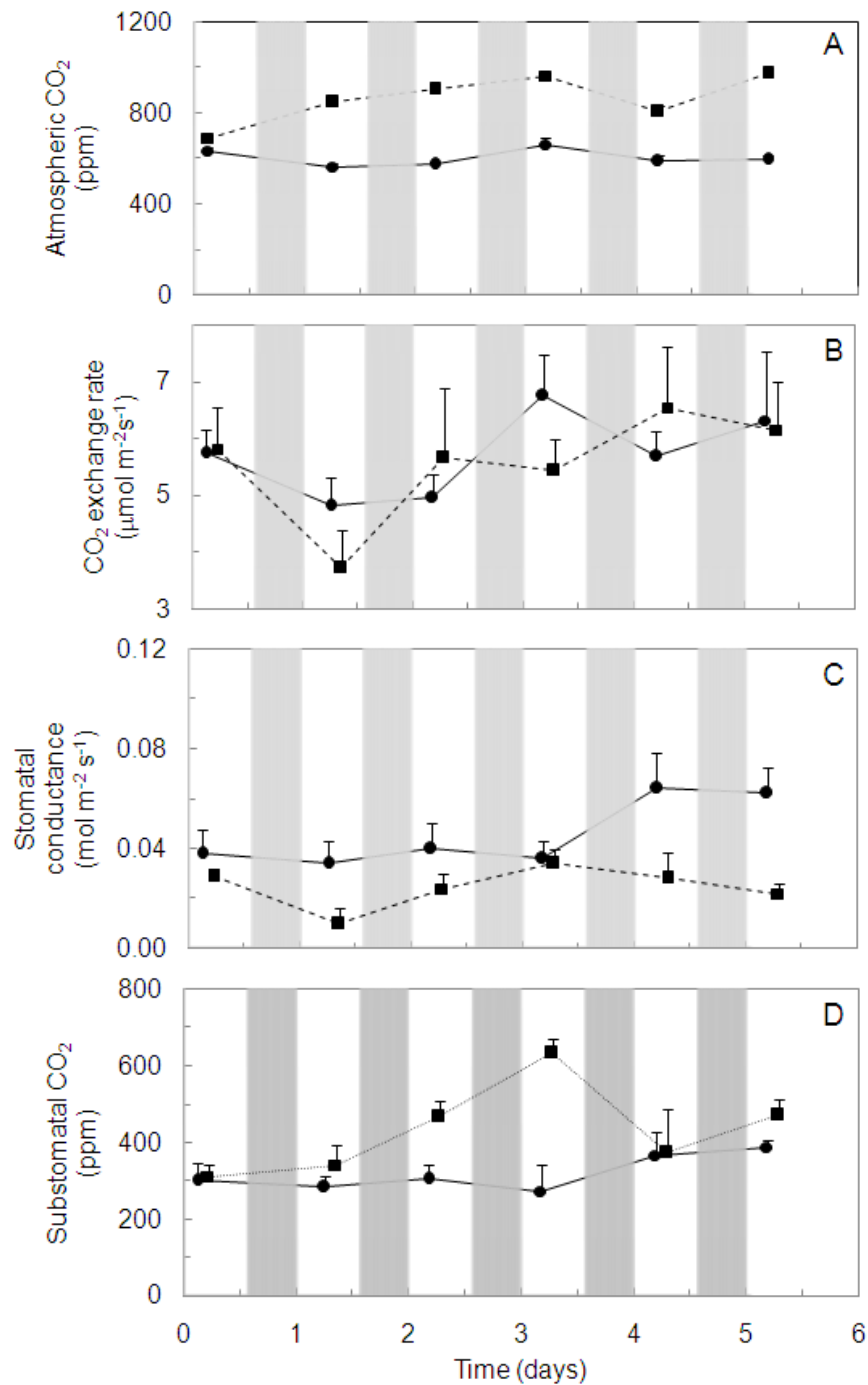 A
Atmospheric CO₂
(ppm)
1200
800
400
0
B
CO₂ exchange rate
(μmol m⁻²s⁻¹)
7
5
3
C
Stomatal
conductance
(mol m⁻² s⁻¹)
0.12
0.08
0.04
0.00
D
Substomatal CO₂
(ppm)
800
600
400
200
0
0 1 2 3 4 5 6
Time (days)